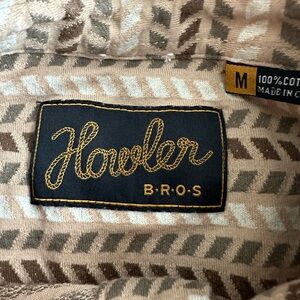 Howler
B·R·O·S
M
100% COT
MADE IN C